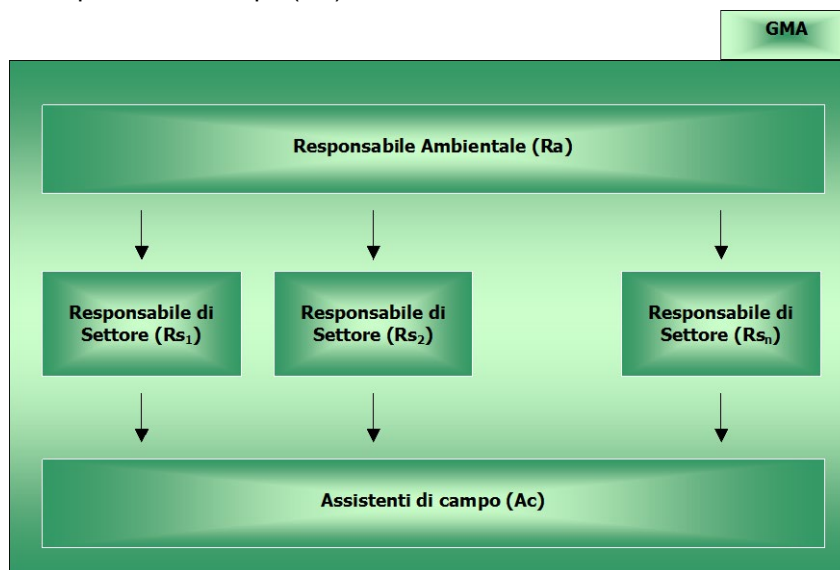 GMA
Responsabile Ambientale (Ra)
Responsabile di
Settore (Rs₁)
Responsabile di
Settore (Rs₂)
Responsabile di
Settore (Rsₙ)
Assistenti di campo (Ac)